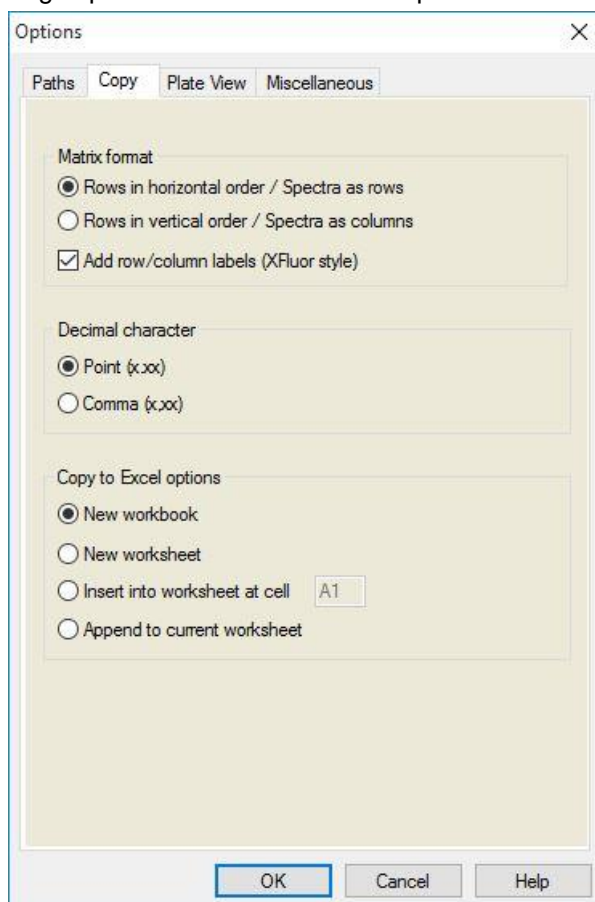 Options
Paths Copy Plate View Miscellaneous
Matrix format
Rows in horizontal order / Spectra as rows
Rows in vertical order / Spectra as columns
Add row/column labels (XFluor style)
Decimal character
Point (x.xx)
Comma (x,xx)
Copy to Excel options
New workbook
New worksheet
Insert into worksheet at cell A1
Append to current worksheet
OK Cancel Help